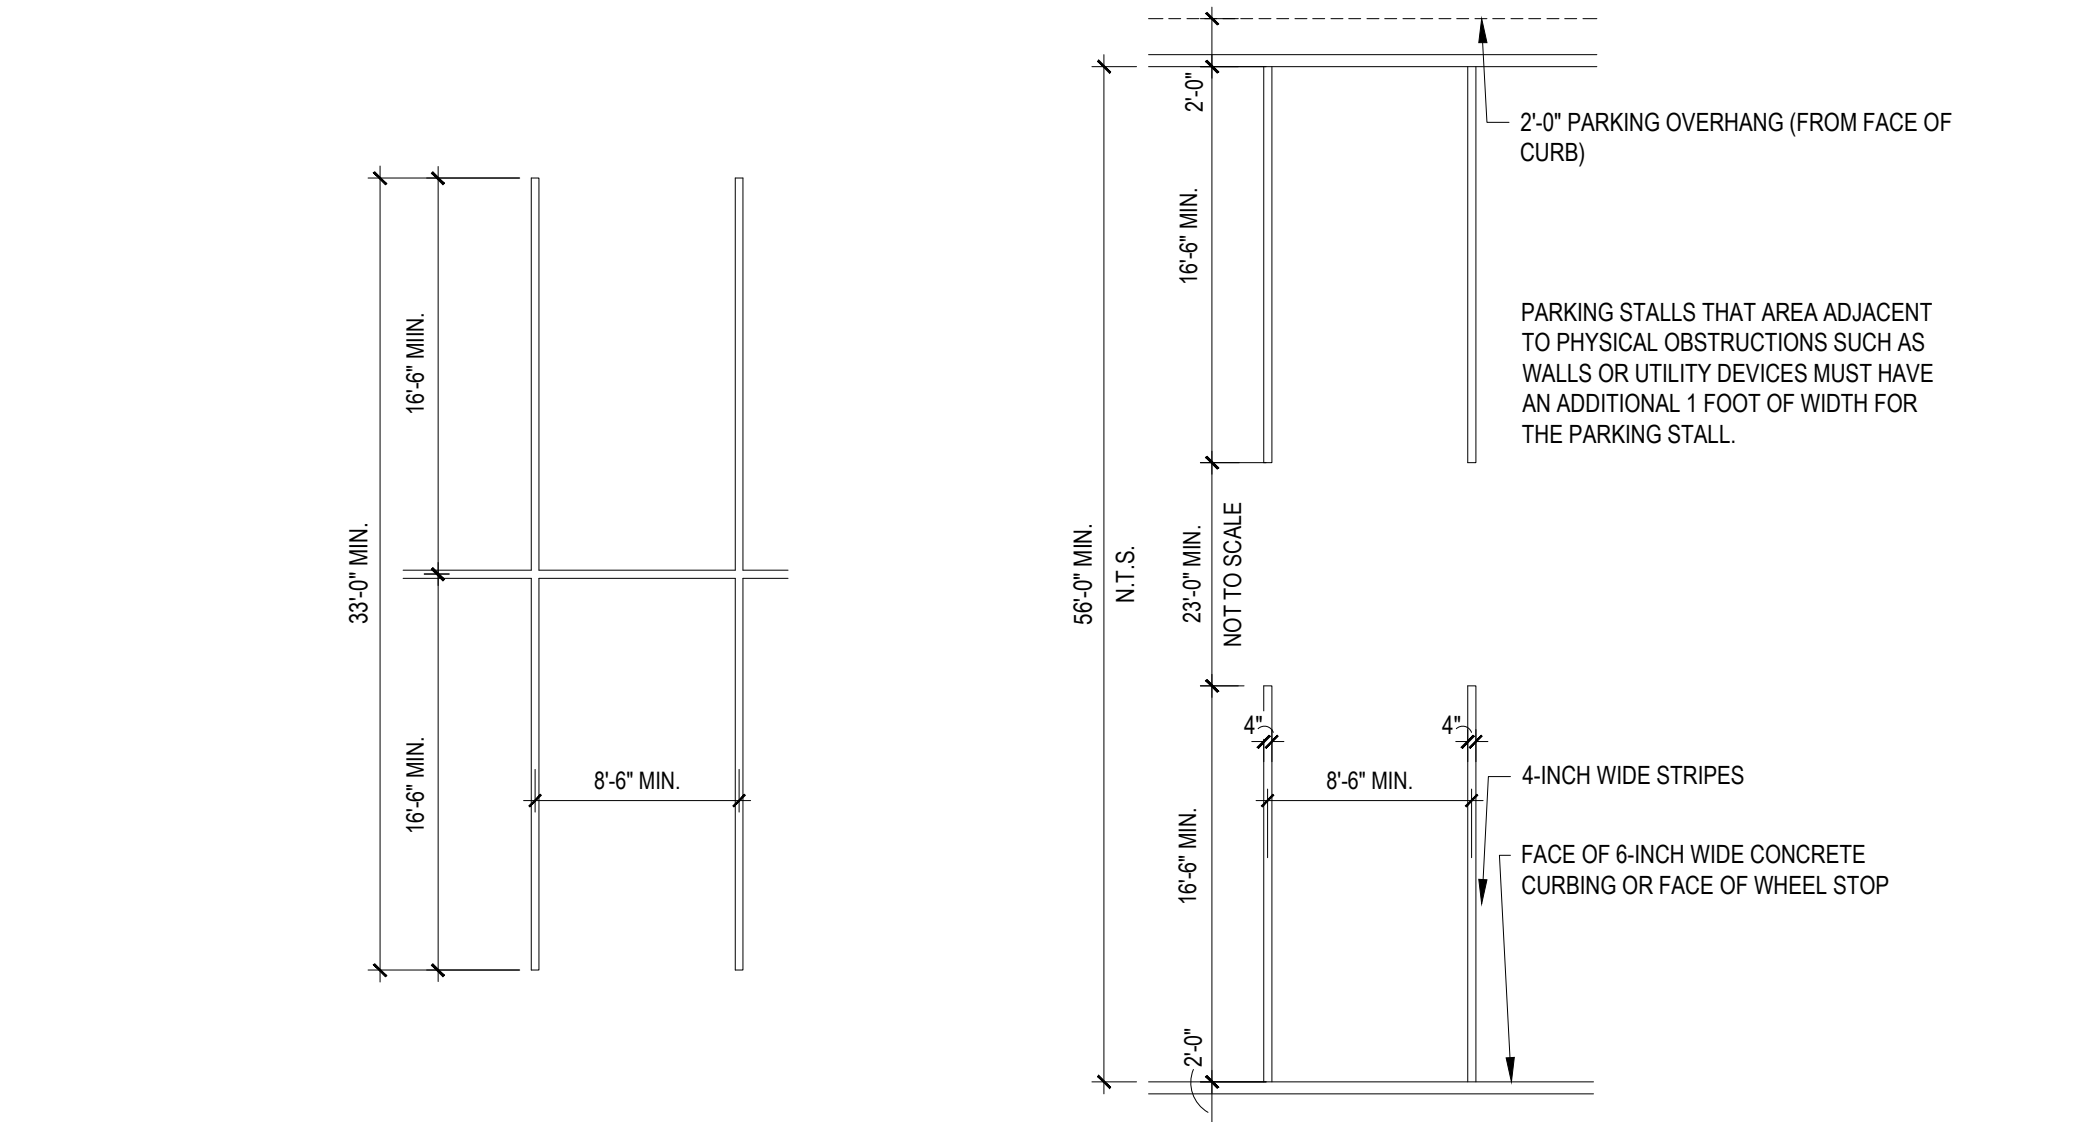 33'-0" MIN.
16'-6" MIN.
16'-6" MIN.
8'-6" MIN.
56'-0" MIN.
N.T.S.
2'-0"
16'-6" MIN.
23'-0" MIN.
NOT TO SCALE
16'-6" MIN.
2'-0"
4"
4"
8'-6" MIN.
2'-0" PARKING OVERHANG (FROM FACE OF
CURB)
PARKING STALLS THAT AREA ADJACENT
TO PHYSICAL OBSTRUCTIONS SUCH AS
WALLS OR UTILITY DEVICES MUST HAVE
AN ADDITIONAL 1 FOOT OF WIDTH FOR
THE PARKING STALL.
4-INCH WIDE STRIPES
FACE OF 6-INCH WIDE CONCRETE
CURBING OR FACE OF WHEEL STOP